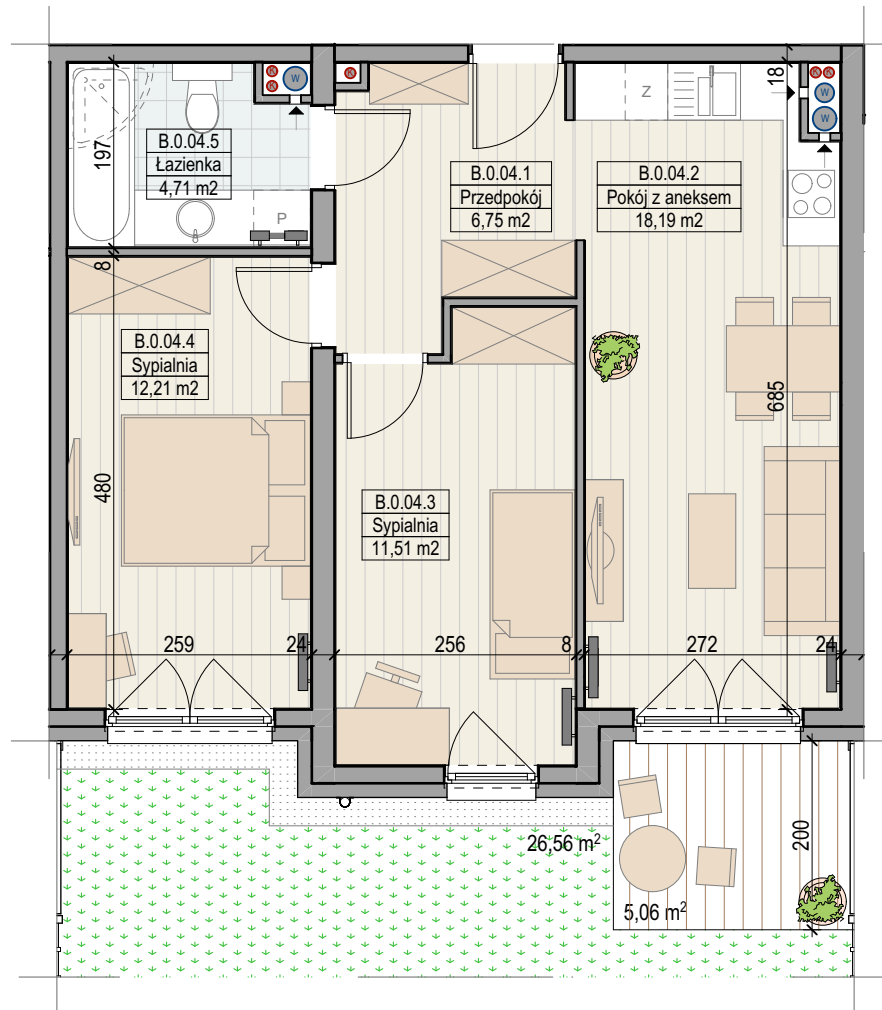 18
K K W
K
K
K K
W
W
Z
197
B.0.04.5
Łazienka
4,71 m2
P
B.0.04.1
Przedpokój
6,75 m2
B.0.04.2
Pokój z aneksem
18,19 m2
8
B.0.04.4
Sypialnia
12,21 m2
685
480
B.0.04.3
Sypialnia
11,51 m2
259 24 256 8 272 24
200
26,56 m²
5,06 m²